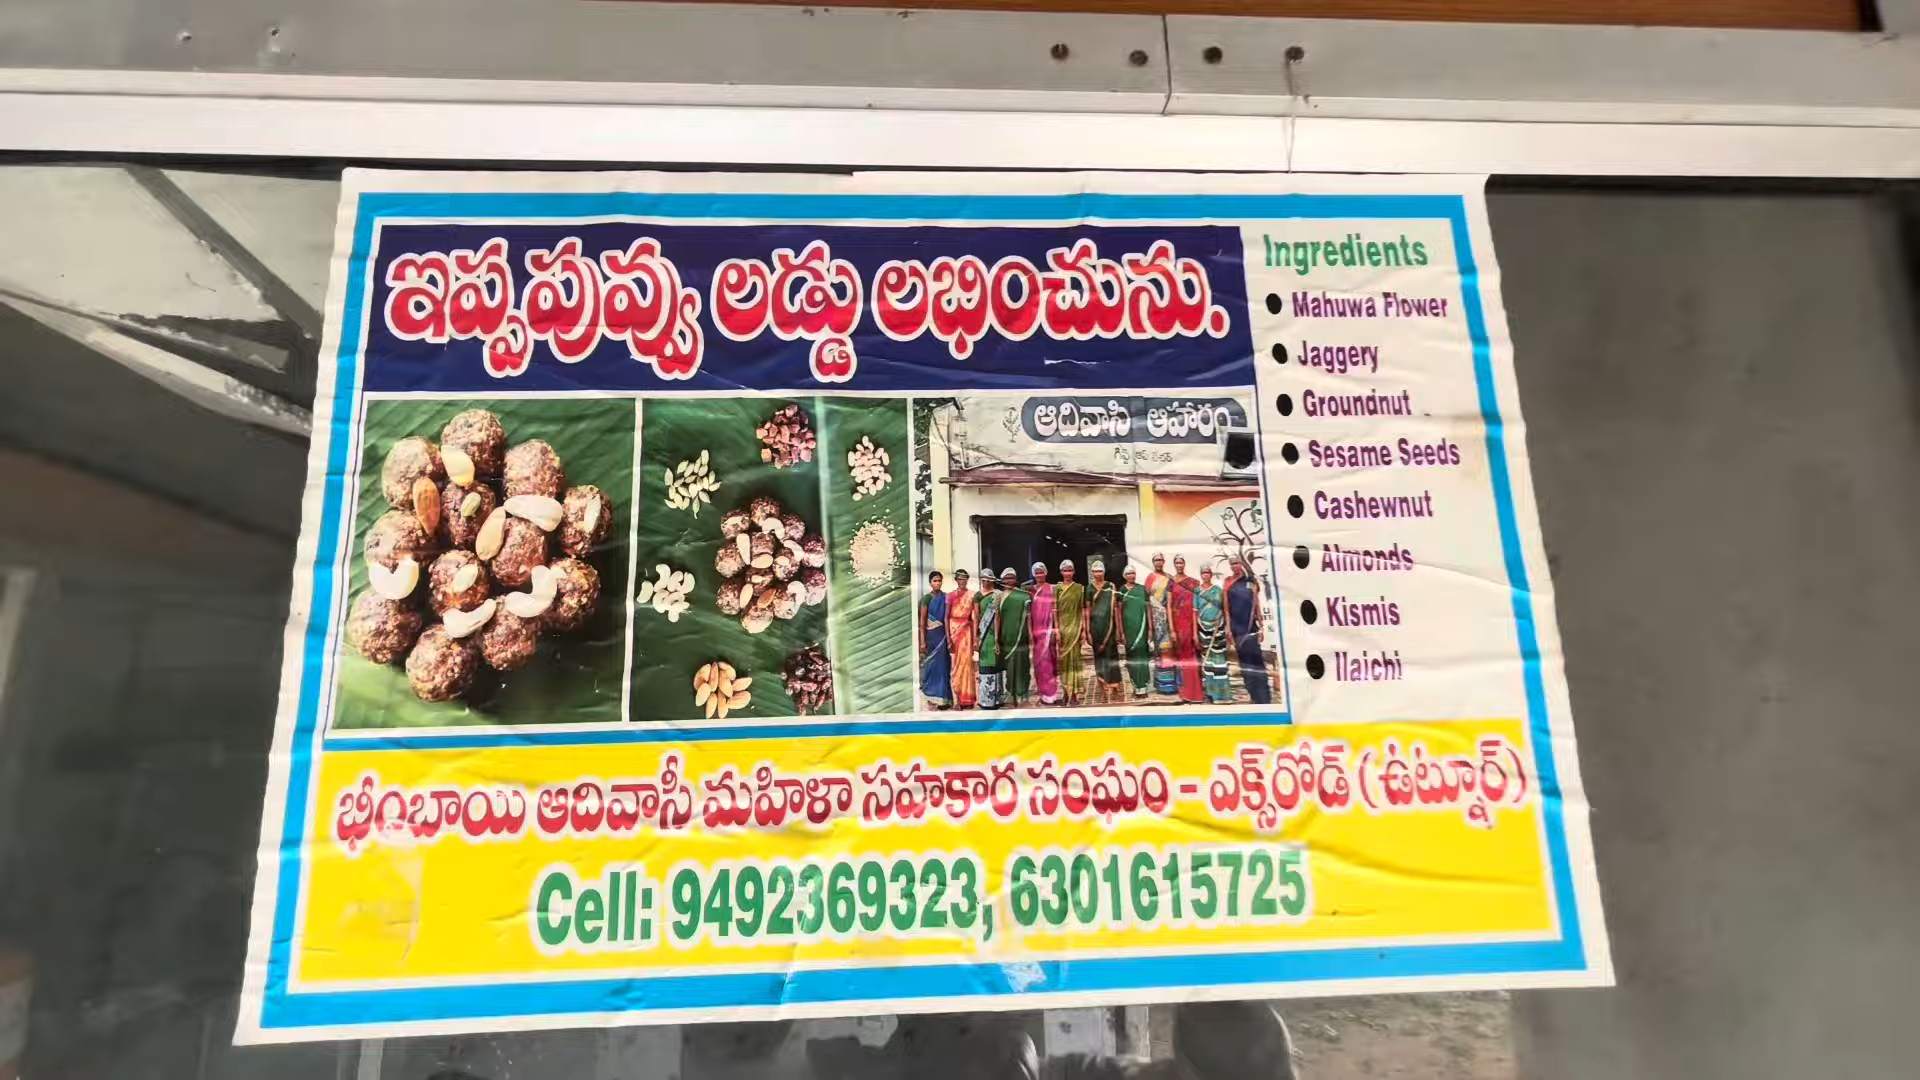 ఇప్పపువ్వు లడ్డు లభించును.
Ingredients
● Mahuwa Flower
● Jaggery
● Groundnut
● Sesame Seeds
● Cashewnut
● Almonds
● Kismis
● Ilaichi
ఆదివాసి ఆహారం
భీంబాయి ఆదివాసీ మహిళా సహకార సంఘం - ఎక్స్‌రోడ్ (ఉట్నూర్)
Cell: 9492369323, 6301615725